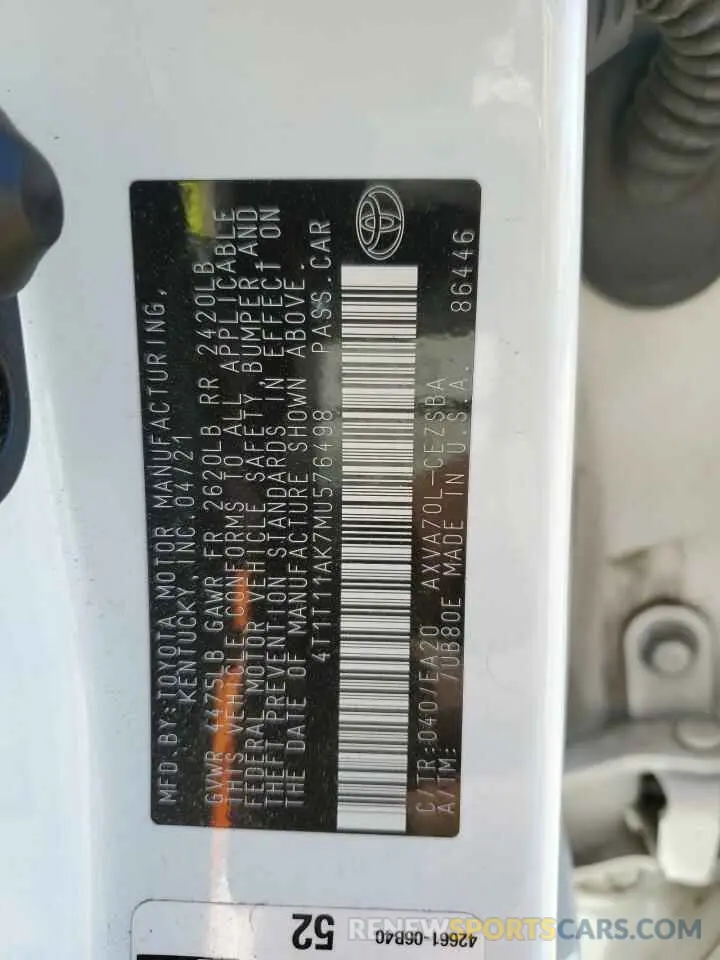 MFD.BY:TOYOTA MOTOR MANUFACTURING,
KENTUCKY, INC. 04/21
GVWR 4475LB GAWR FR 2620LB RR 2420LB
THIS VEHICLE CONFORMS TO ALL APPLICABLE
FEDERAL MOTOR VEHICLE SAFETY, BUMPER, AND
THEFT PREVENTION STANDARDS IN EFFECT ON
THE DATE OF MANUFACTURE SHOWN ABOVE.
4T1T11AK7MU576498 PASS.CAR
C/TR:040/EA20 AXVA70L-CEZSBA
A/TM: /UB80E MADE IN U.S.A. 86446
52
42661-06B40
RENEWSPORTSCARS.COM